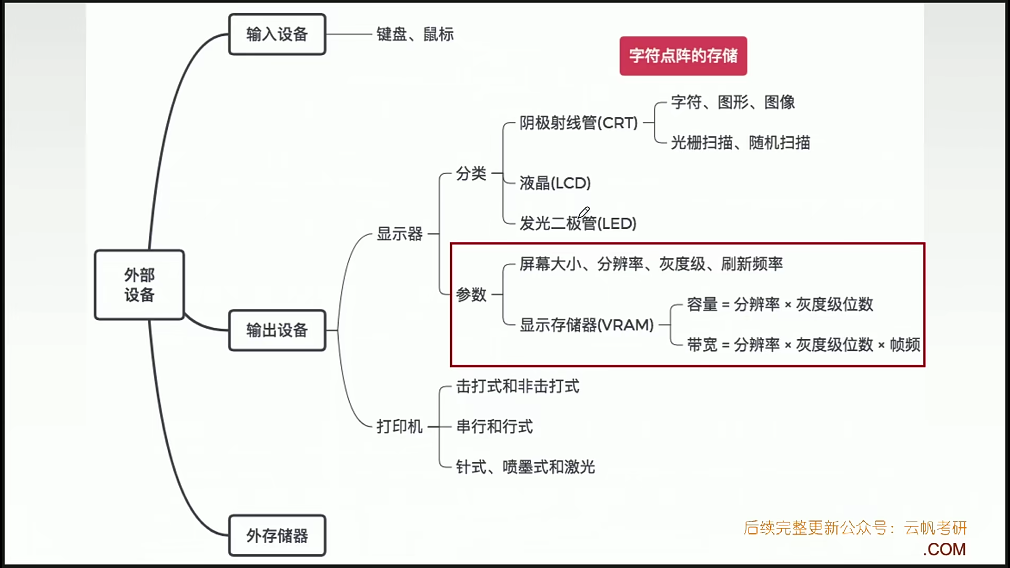 输入设备
键盘、鼠标
字符点阵的存储
字符、图形、图像
阴极射线管(CRT)
光栅扫描、随机扫描
分类
液晶(LCD)
发光二极管(LED)
显示器
外部
设备
屏幕大小、分辨率、灰度级、刷新频率
参数
容量 = 分辨率 × 灰度级位数
显示存储器(VRAM)
带宽 = 分辨率 × 灰度级位数 × 帧频
输出设备
击打式和非击打式
打印机
串行和行式
针式、喷墨式和激光
外存储器
后续完整更新公众号：云帆考研
.COM